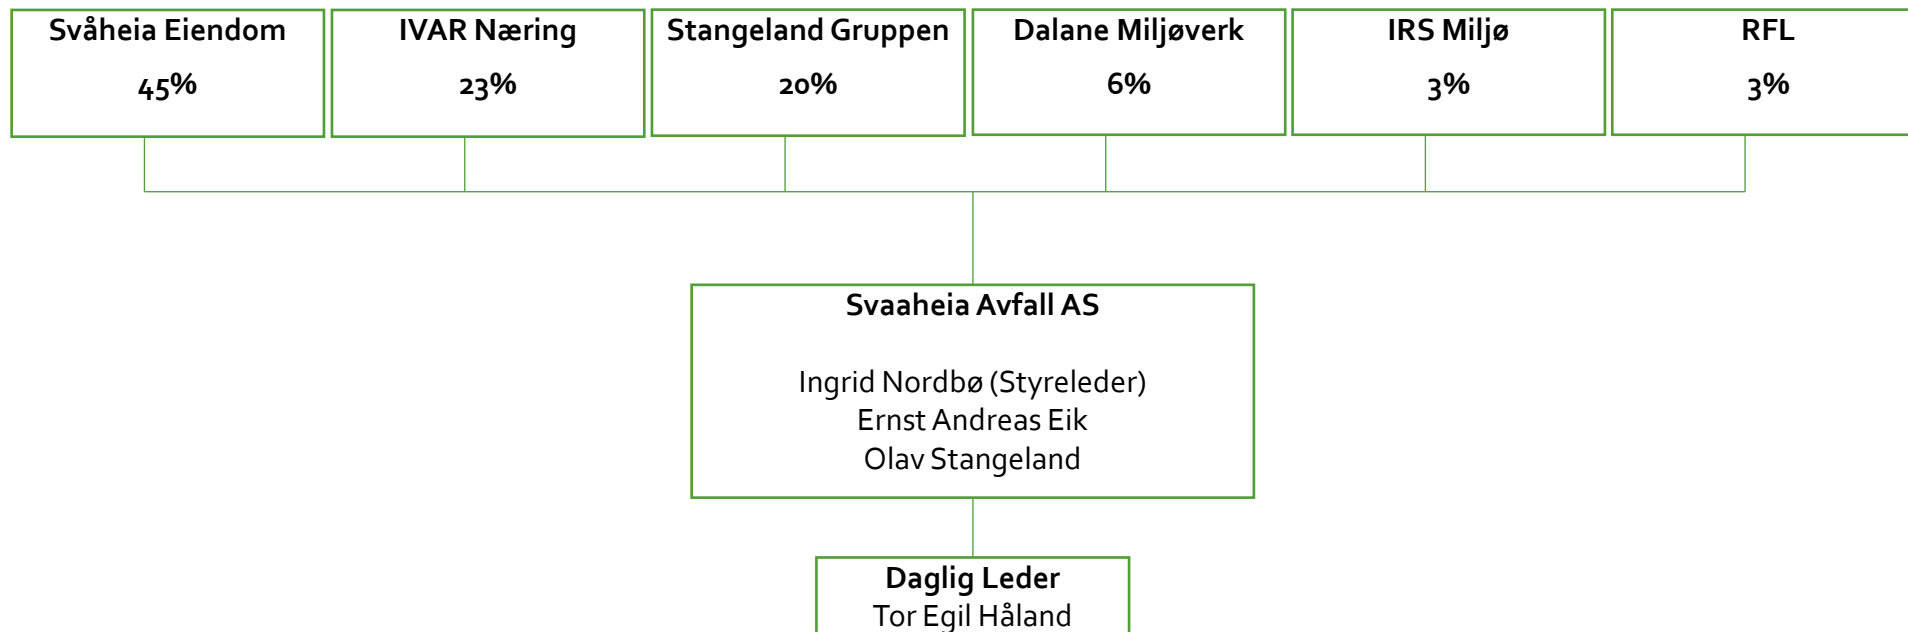 Svåheia Eiendom
45%
IVAR Næring
23%
Stangeland Gruppen
20%
Dalane Miljøverk
6%
IRS Miljø
3%
RFL
3%
Svaaheia Avfall AS
Ingrid Nordbø (Styreleder)
Ernst Andreas Eik
Olav Stangeland
Daglig Leder
Tor Egil Håland